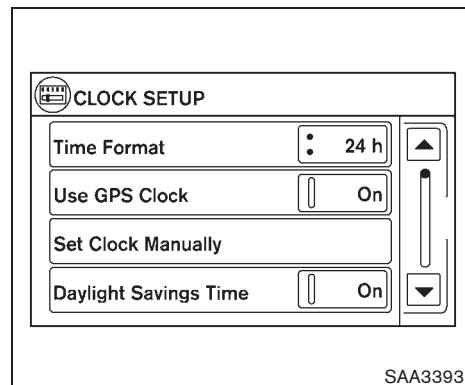 CLOCK SETUP
Time Format 24 h
Use GPS Clock On
Set Clock Manually
Daylight Savings Time On
SAA3393